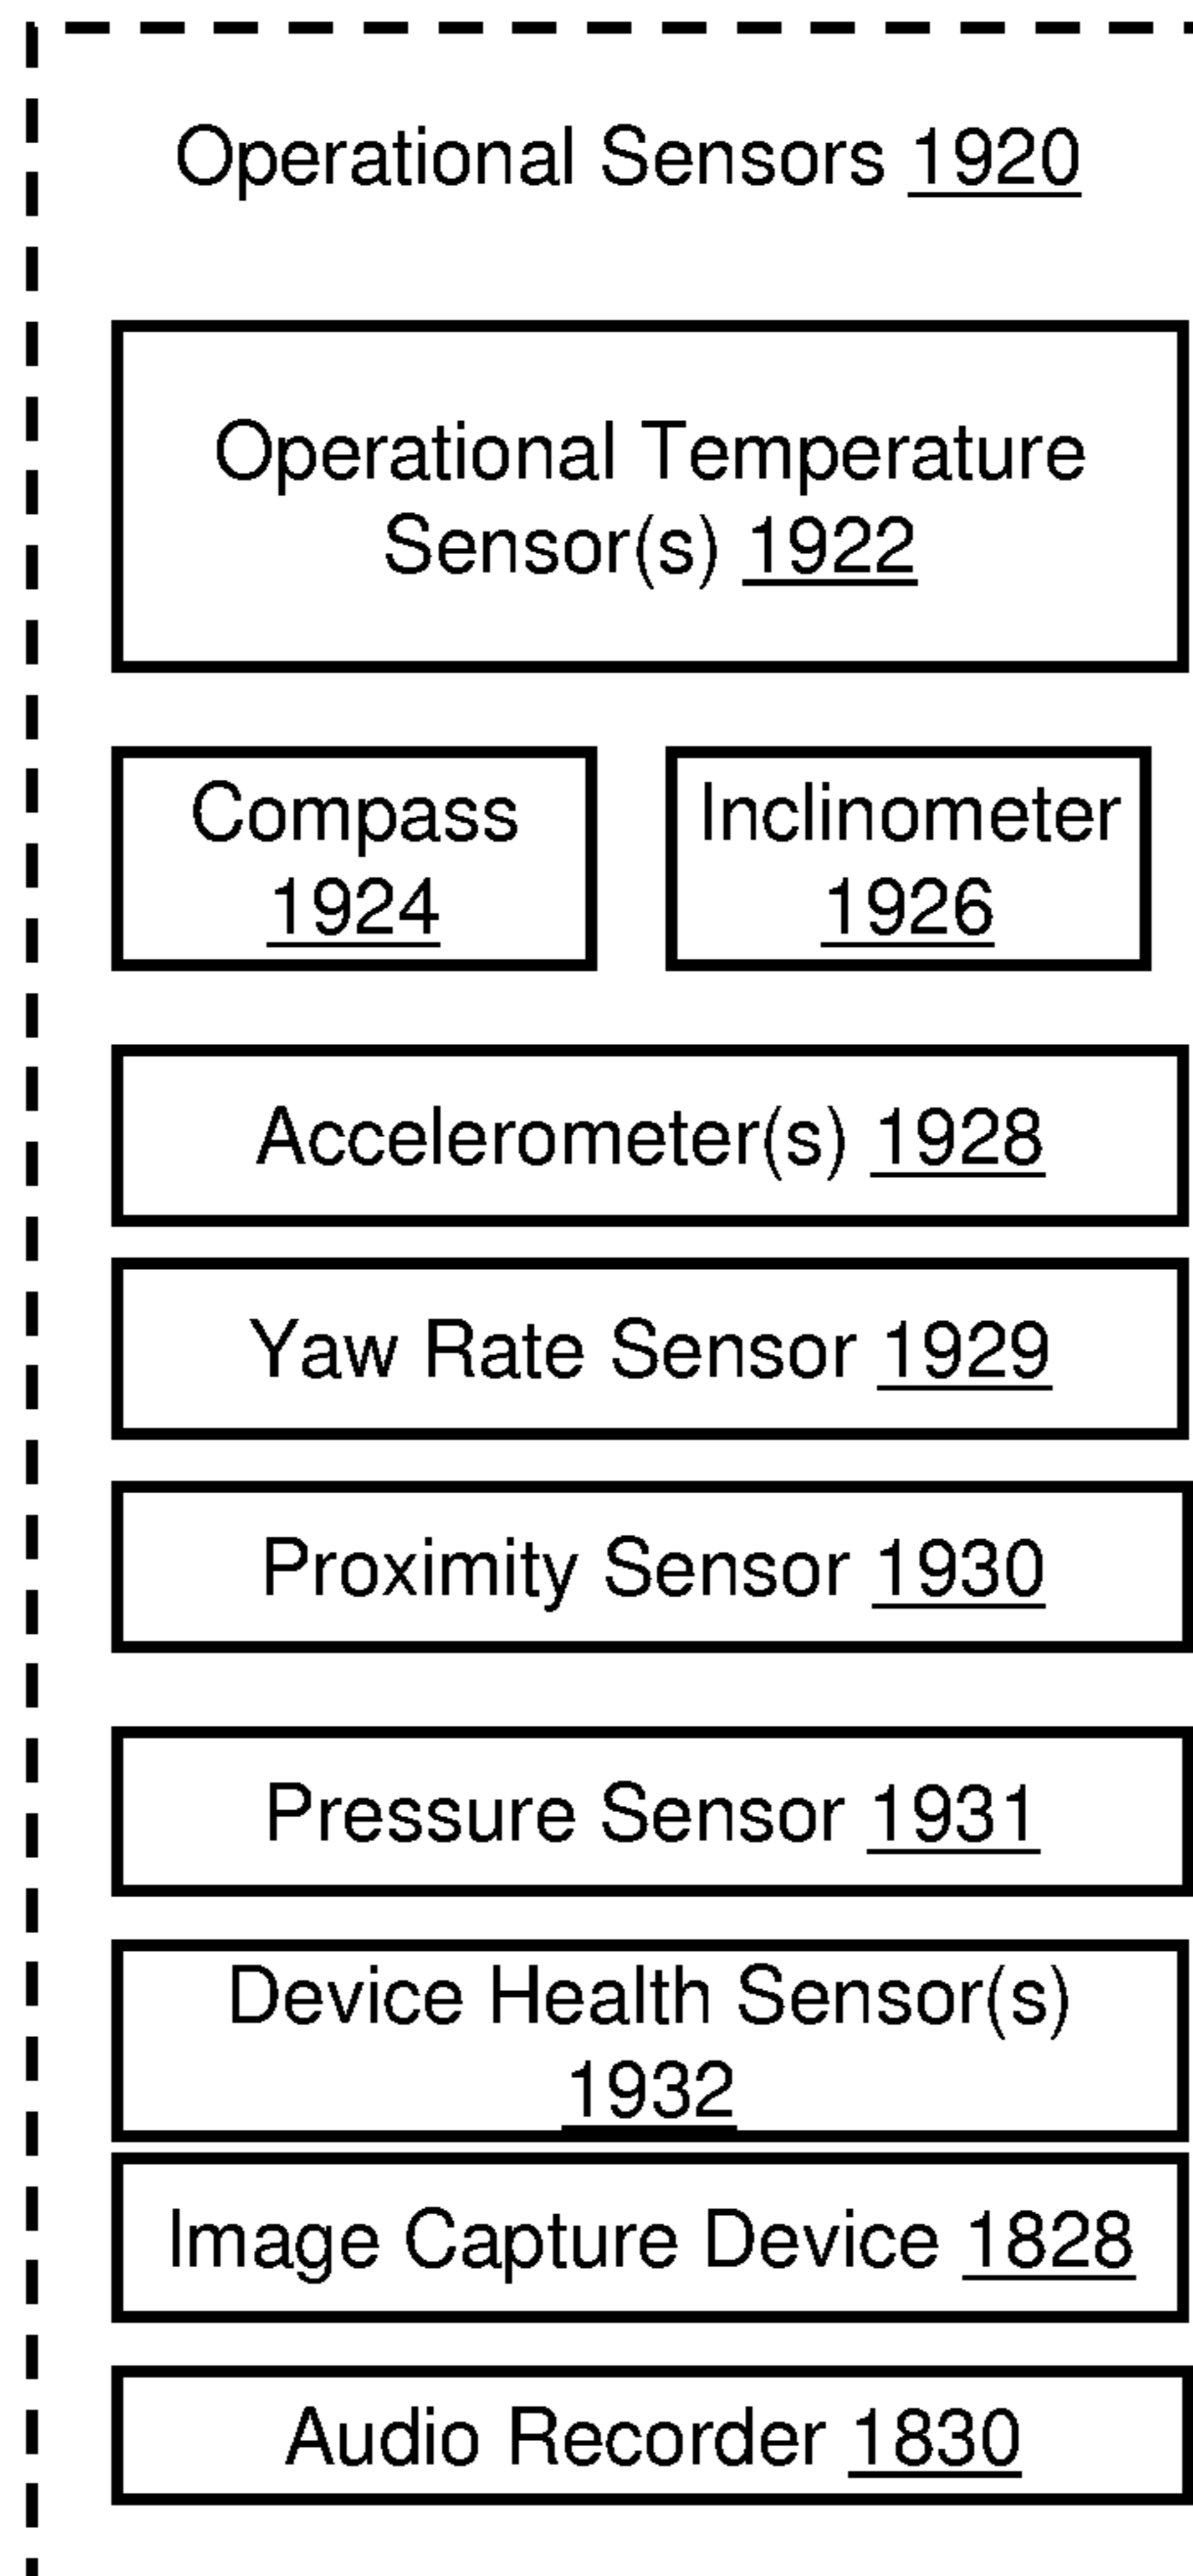 Operational Sensors 1920
Operational Temperature
Sensor(s) 1922
Compass
1924
Inclinometer
1926
Accelerometer(s) 1928
Yaw Rate Sensor 1929
Proximity Sensor 1930
Pressure Sensor 1931
Device Health Sensor(s)
1932
Image Capture Device 1828
Audio Recorder 1830